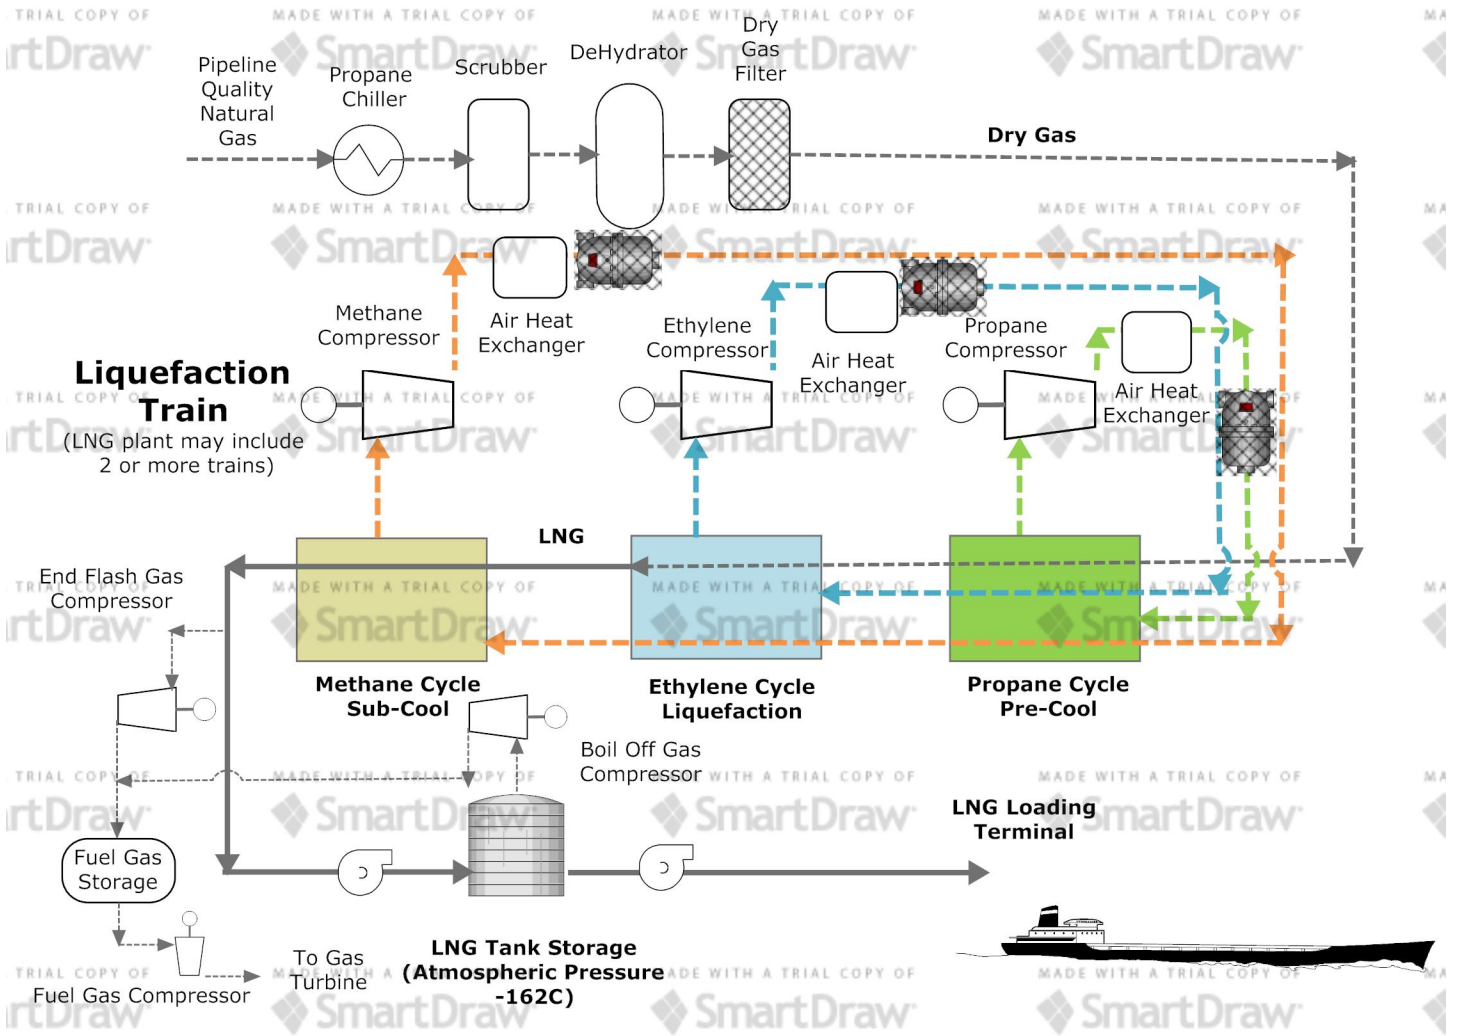 MADE WITH A TRIAL COPY OF
SmartDraw
Pipeline
Quality
Natural
Gas
Propane
Chiller
Scrubber
DeHydrator
Dry
Gas
Filter
Dry Gas
Methane
Compressor
Air Heat
Exchanger
Ethylene
Compressor
Air Heat
Exchanger
Propane
Compressor
Air Heat
Exchanger
Liquefaction
Train
(LNG plant may include
2 or more trains)
LNG
End Flash Gas
Compressor
Methane Cycle
Sub-Cool
Ethylene Cycle
Liquefaction
Propane Cycle
Pre-Cool
Boil Off Gas
Compressor
LNG Loading
Terminal
Fuel Gas
Storage
LNG Tank Storage
(Atmospheric Pressure
-162C)
To Gas
Turbine
Fuel Gas Compressor